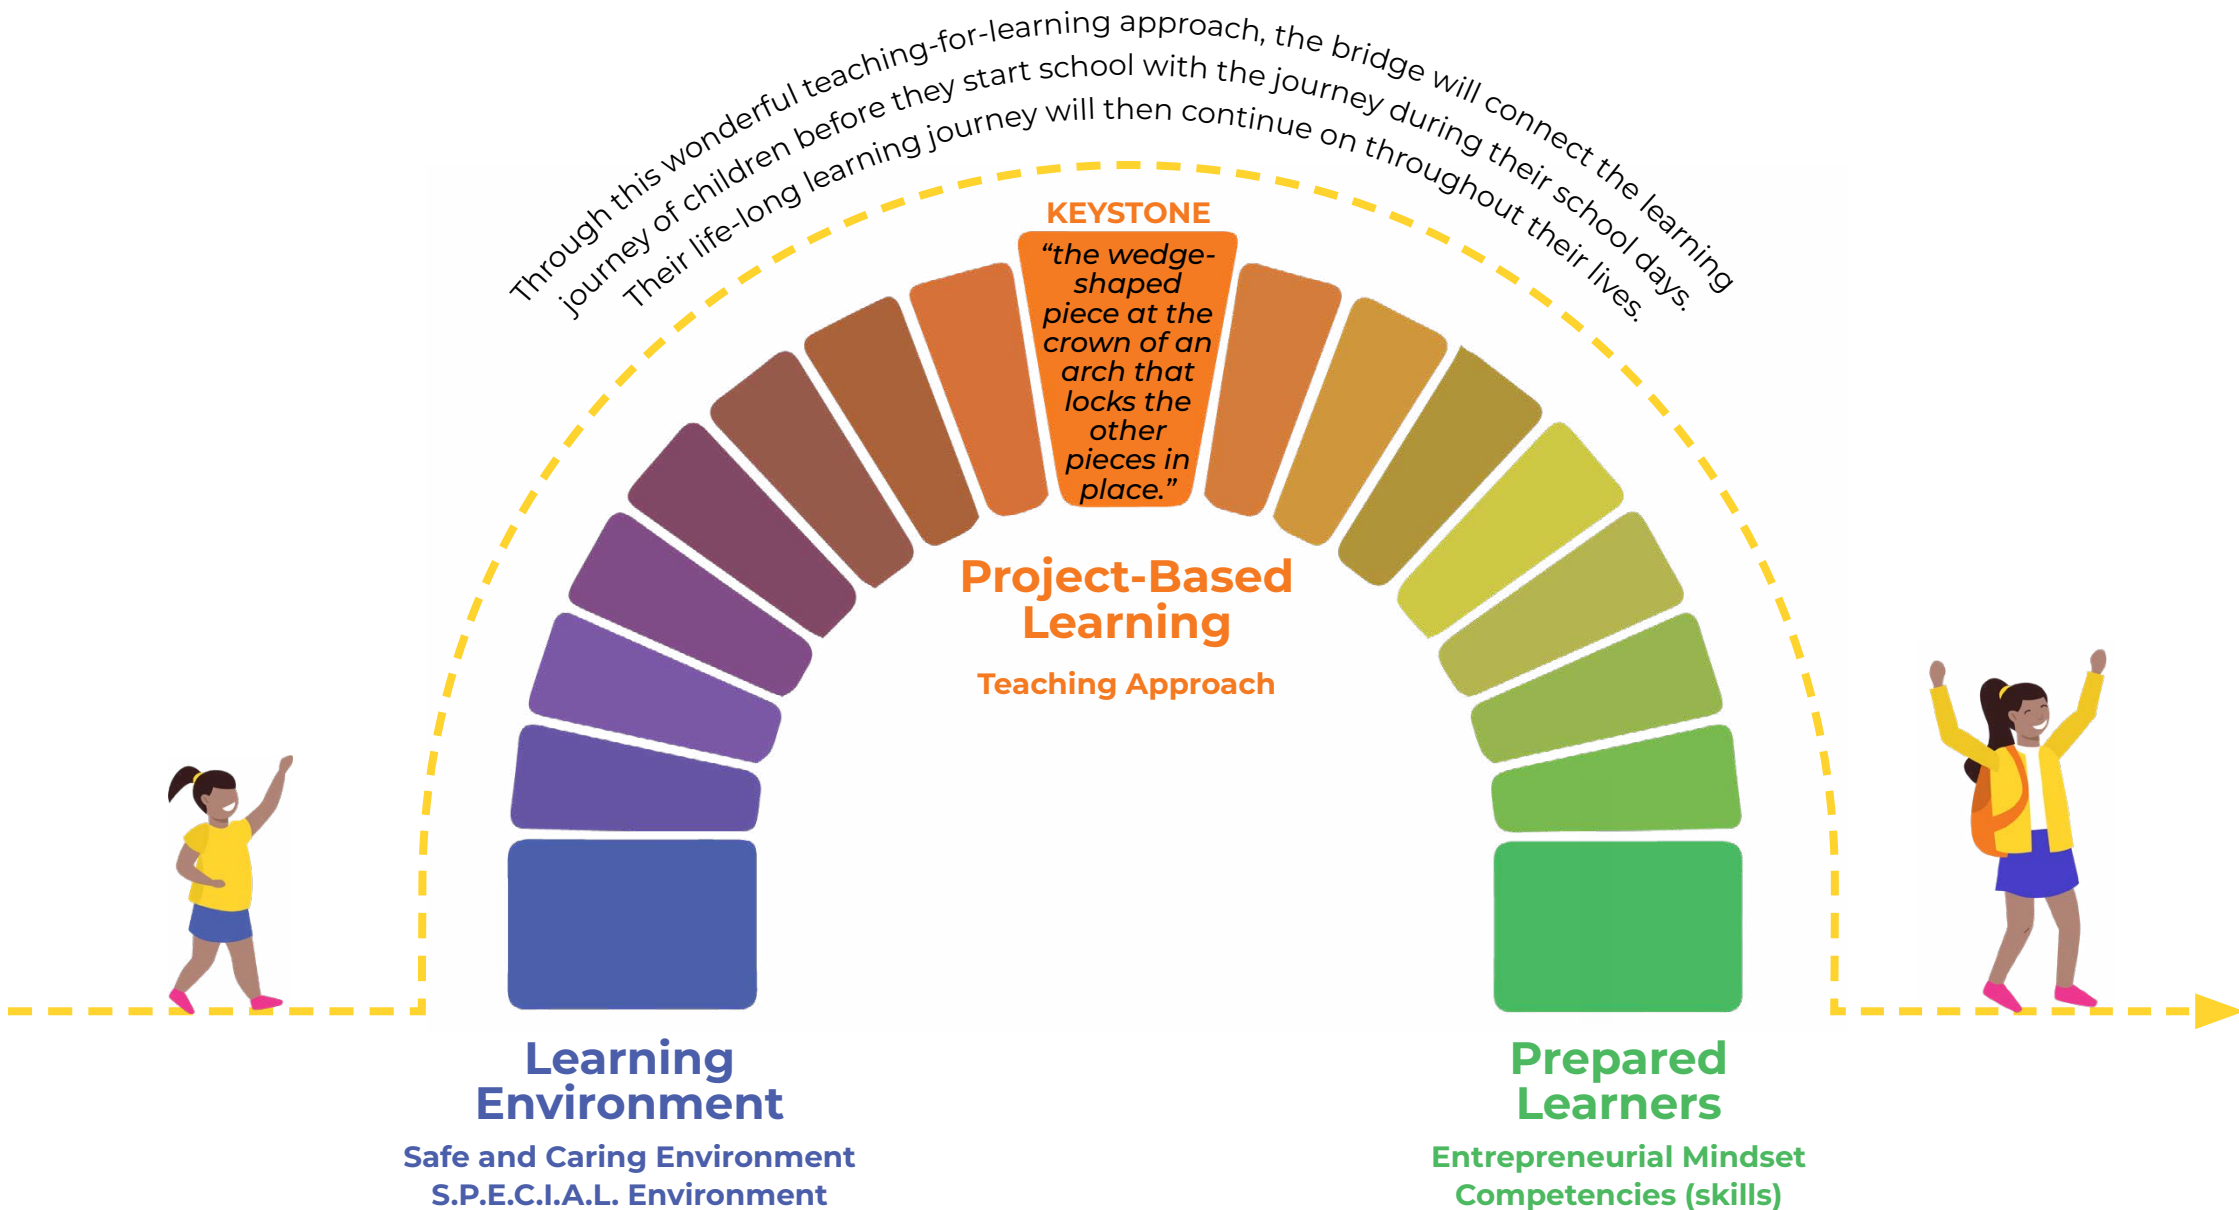 Through this wonderful teaching-for-learning approach, the bridge will connect the learning
journey of children before they start school with the journey during their school days.
Their life-long learning journey will then continue on throughout their lives.
KEYSTONE
“the wedge-
shaped
piece at the
crown of an
arch that
locks the
other
pieces in
place.”
Project-Based
Learning
Teaching Approach
Learning
Environment
Safe and Caring Environment
S.P.E.C.I.A.L. Environment
Prepared
Learners
Entrepreneurial Mindset
Competencies (skills)